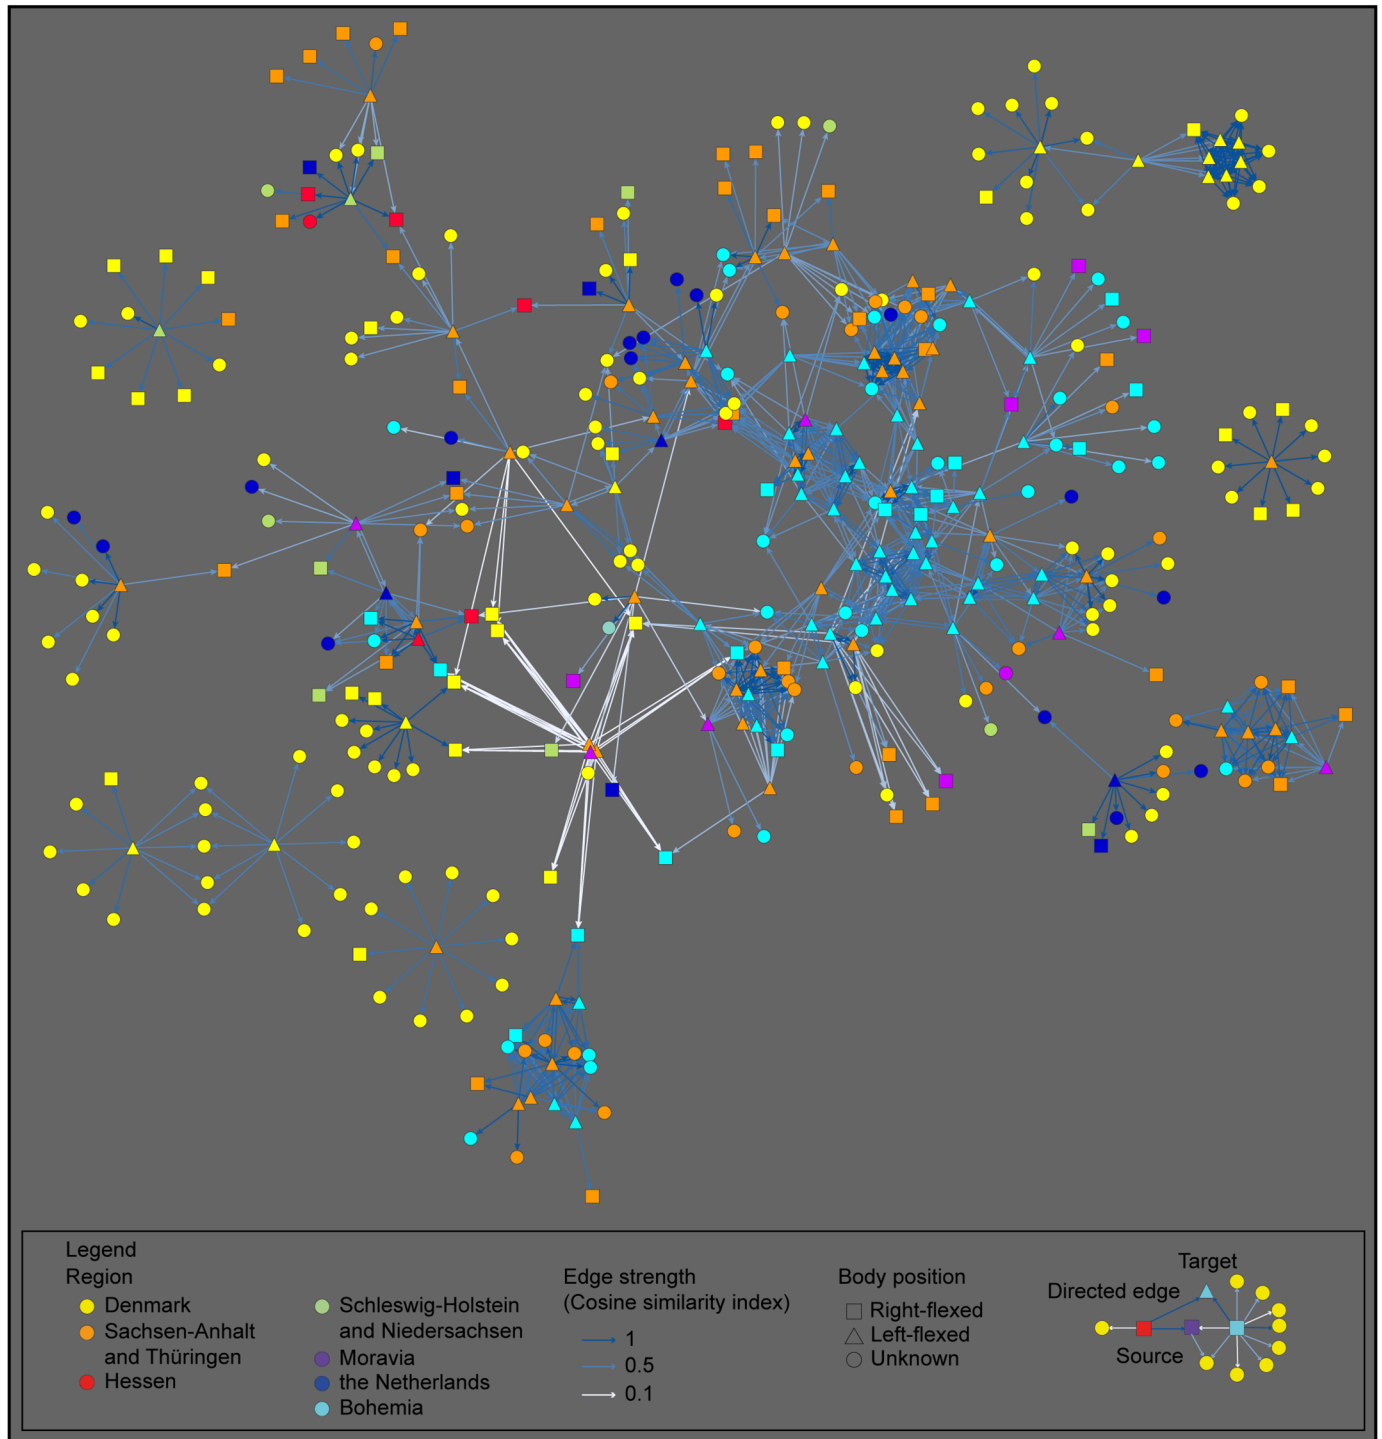 Legend
Region
Denmark
Sachsen-Anhalt
and Thüringen
Hessen
Schleswig-Holstein
and Niedersachsen
Moravia
the Netherlands
Bohemia
Edge strength
(Cosine similarity index)
1
0.5
0.1
Body position
Right-flexed
Left-flexed
Unknown
Target
Directed edge
Source